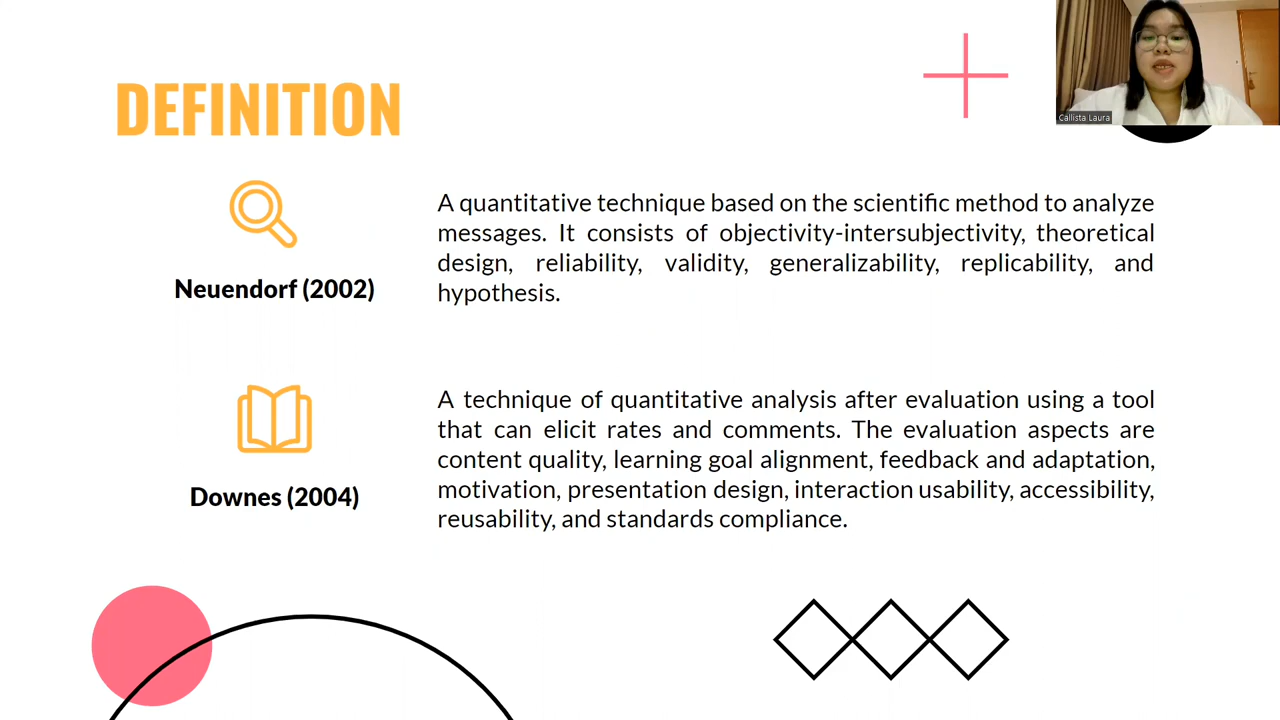 DEFINITION
Callista Laura
A quantitative technique based on the scientific method to analyze
messages. It consists of objectivity-intersubjectivity, theoretical
design, reliability, validity, generalizability, replicability, and
hypothesis.
Neuendorf (2002)
A technique of quantitative analysis after evaluation using a tool
that can elicit rates and comments. The evaluation aspects are
content quality, learning goal alignment, feedback and adaptation,
motivation, presentation design, interaction usability, accessibility,
reusability, and standards compliance.
Downes (2004)